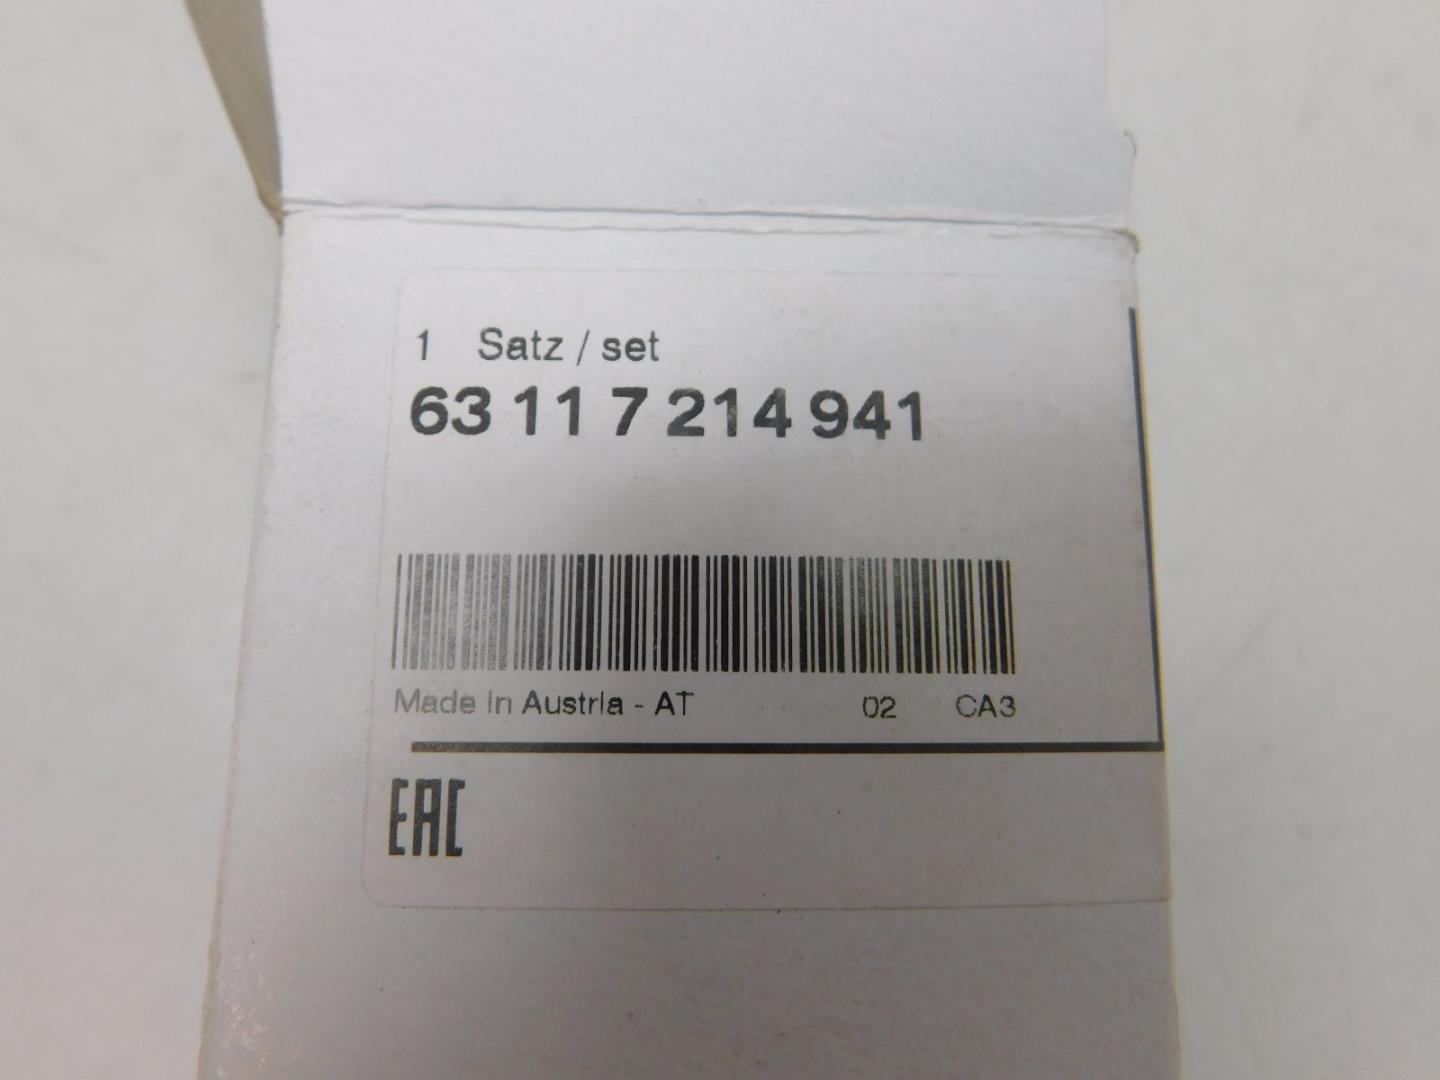 1 Satz / set
63 11 7 214 941
Made in Austria - AT 02 CA3
EAC